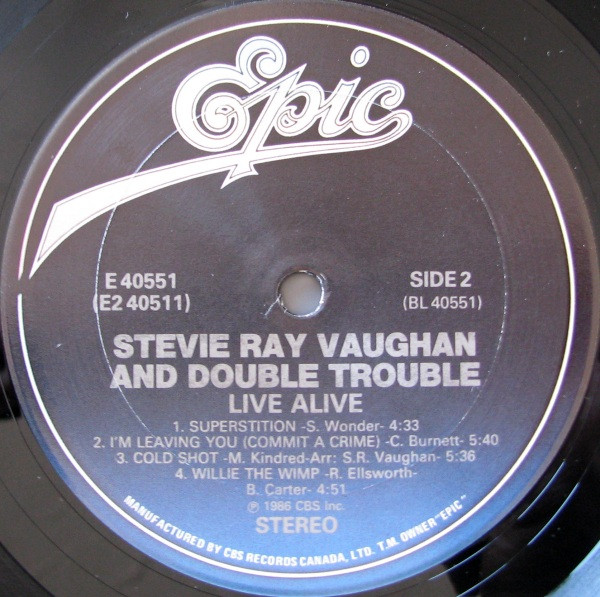 Epic
E 40551
(E2 40511)
SIDE 2
(BL 40551)
STEVIE RAY VAUGHAN
AND DOUBLE TROUBLE
LIVE ALIVE
1. SUPERSTITION -S. Wonder- 4:33
2. I'M LEAVING YOU (COMMIT A CRIME) -C. Burnett- 5:40
3. COLD SHOT -M. Kindred-Arr: S.R. Vaughan- 5:36
4. WILLIE THE WIMP -R. Ellsworth-
B. Carter- 4:51
℗ 1986 CBS Inc.
STEREO
MANUFACTURED BY CBS RECORDS CANADA, LTD. T.M. OWNER "EPIC"